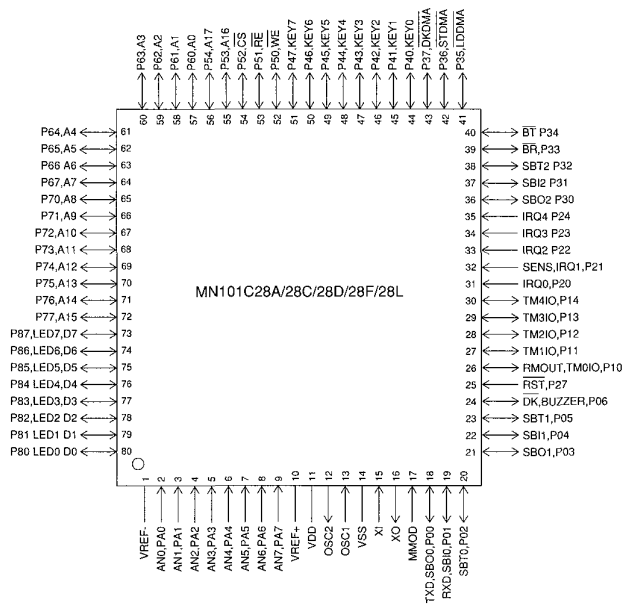 P63,A3
P62,A2
P61,A1
P60,A0
P54,A17
P53,A16
P52,CS
P51,RE
P50,WE
P47,KEY7
P46,KEY6
P45,KEY5
P44,KEY4
P43,KEY3
P42,KEY2
P41,KEY1
P40,KEY0
P37,DKDMA
P36,STDMA
P35,LDDMA
60 59 58 57 56 55 54 53 52 51 50 49 48 47 46 45 44 43 42 41
P64,A4 61
P65,A5 62
P66 A6 63
P67,A7 64
P70,A8 65
P71,A9 66
P72,A10 67
P73,A11 68
P74,A12 69
P75,A13 70
P76,A14 71
P77,A15 72
P87,LED7,D7 73
P86,LED6,D6 74
P85,LED5,D5 75
P84 LED4,D4 76
P83,LED3,D3 77
P82,LED2 D2 78
P81 LED1 D1 79
P80 LED0 D0 80
MN101C28A/28C/28D/28F/28L
40 BT P34
39 BR,P33
38 SBT2 P32
37 SBI2 P31
36 SBO2 P30
35 IRQ4 P24
34 IRQ3 P23
33 IRQ2 P22
32 SENS,IRQ1,P21
31 IRQ0,P20
30 TM4IO,P14
29 TM3IO,P13
28 TM2IO,P12
27 TM1IO,P11
26 RMOUT,TM0IO,P10
25 RST,P27
24 DK,BUZZER,P06
23 SBT1,P05
22 SBI1,P04
21 SBO1,P03
1 2 3 4 5 6 7 8 9 10 11 12 13 14 15 16 17 18 19 20
VREF-
AN0,PA0
AN1,PA1
AN2,PA2
AN3,PA3
AN4,PA4
AN5,PA5
AN6,PA6
AN7,PA7
VREF+
VDD
OSC2
OSC1
VSS
XI
XO
MMOD
TXD,SBO0,P00
RXD,SBI0,P01
SBT0,P02